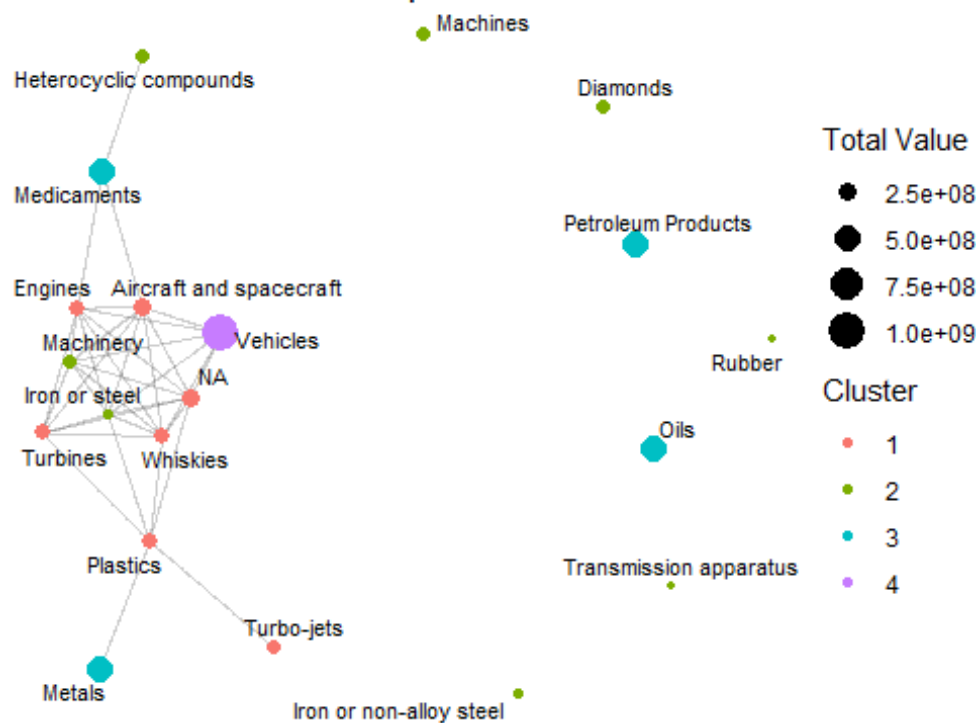 Machines
Heterocyclic compounds
Diamonds
Medicaments
Petroleum Products
Engines
Aircraft and spacecraft
Machinery
Vehicles
Rubber
NA
Iron or steel
Oils
Turbines
Whiskies
Plastics
Transmission apparatus
Turbo-jets
Metals
Iron or non-alloy steel
Total Value
2.5e+08
5.0e+08
7.5e+08
1.0e+09
Cluster
1
2
3
4